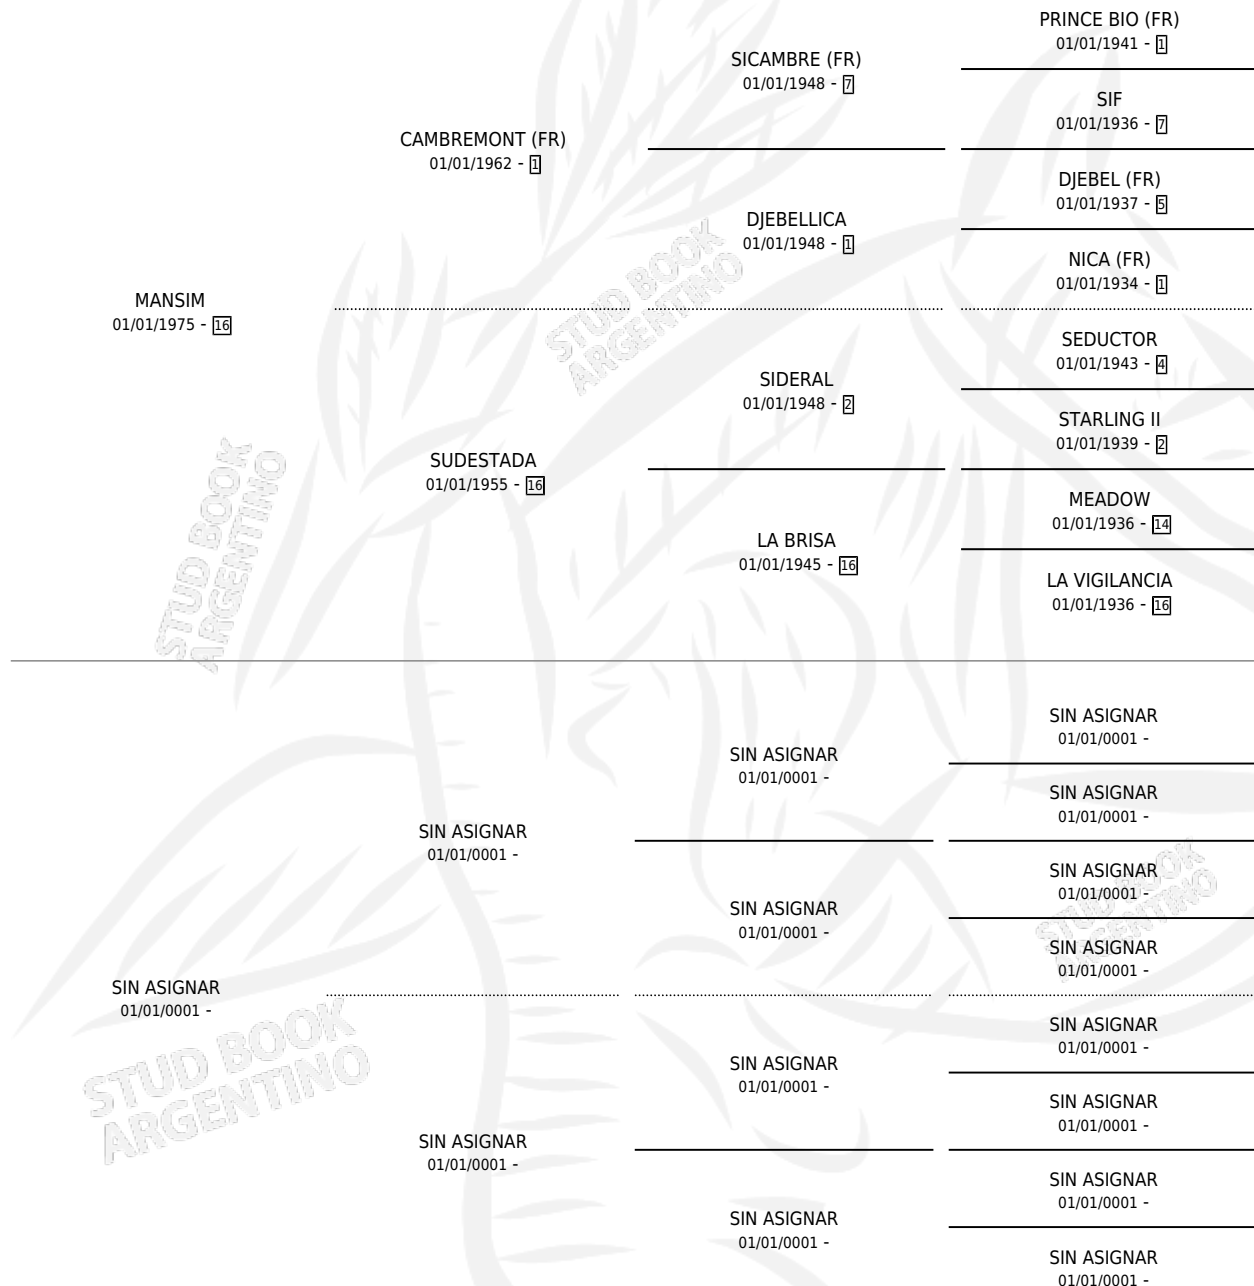 PRINCE BIO (FR)
01/01/1941 - 1
SICAMBRE (FR)
01/01/1948 - 7
SIF
01/01/1936 - 7
CAMBREMONT (FR)
01/01/1962 - 1
DJEBEL (FR)
01/01/1937 - 5
DJEBELLICA
01/01/1948 - 1
NICA (FR)
01/01/1934 - 1
MANSIM
01/01/1975 - 16
SEDUCTOR
01/01/1943 - 4
SIDERAL
01/01/1948 - 2
STARLING II
01/01/1939 - 2
SUDESTADA
01/01/1955 - 16
MEADOW
01/01/1936 - 14
LA BRISA
01/01/1945 - 16
LA VIGILANCIA
01/01/1936 - 16
STUD BOOK
ARGENTINO
STUD BOOK
ARGENTINO
SIN ASIGNAR
01/01/0001 -
SIN ASIGNAR
01/01/0001 -
SIN ASIGNAR
01/01/0001 -
SIN ASIGNAR
01/01/0001 -
SIN ASIGNAR
01/01/0001 -
SIN ASIGNAR
01/01/0001 -
SIN ASIGNAR
01/01/0001 -
SIN ASIGNAR
01/01/0001 -
SIN ASIGNAR
01/01/0001 -
SIN ASIGNAR
01/01/0001 -
SIN ASIGNAR
01/01/0001 -
SIN ASIGNAR
01/01/0001 -
SIN ASIGNAR
01/01/0001 -
SIN ASIGNAR
01/01/0001 -
SIN ASIGNAR
01/01/0001 -
STUD BOOK
ARGENTINO
STUD BOOK
ARGENTINO